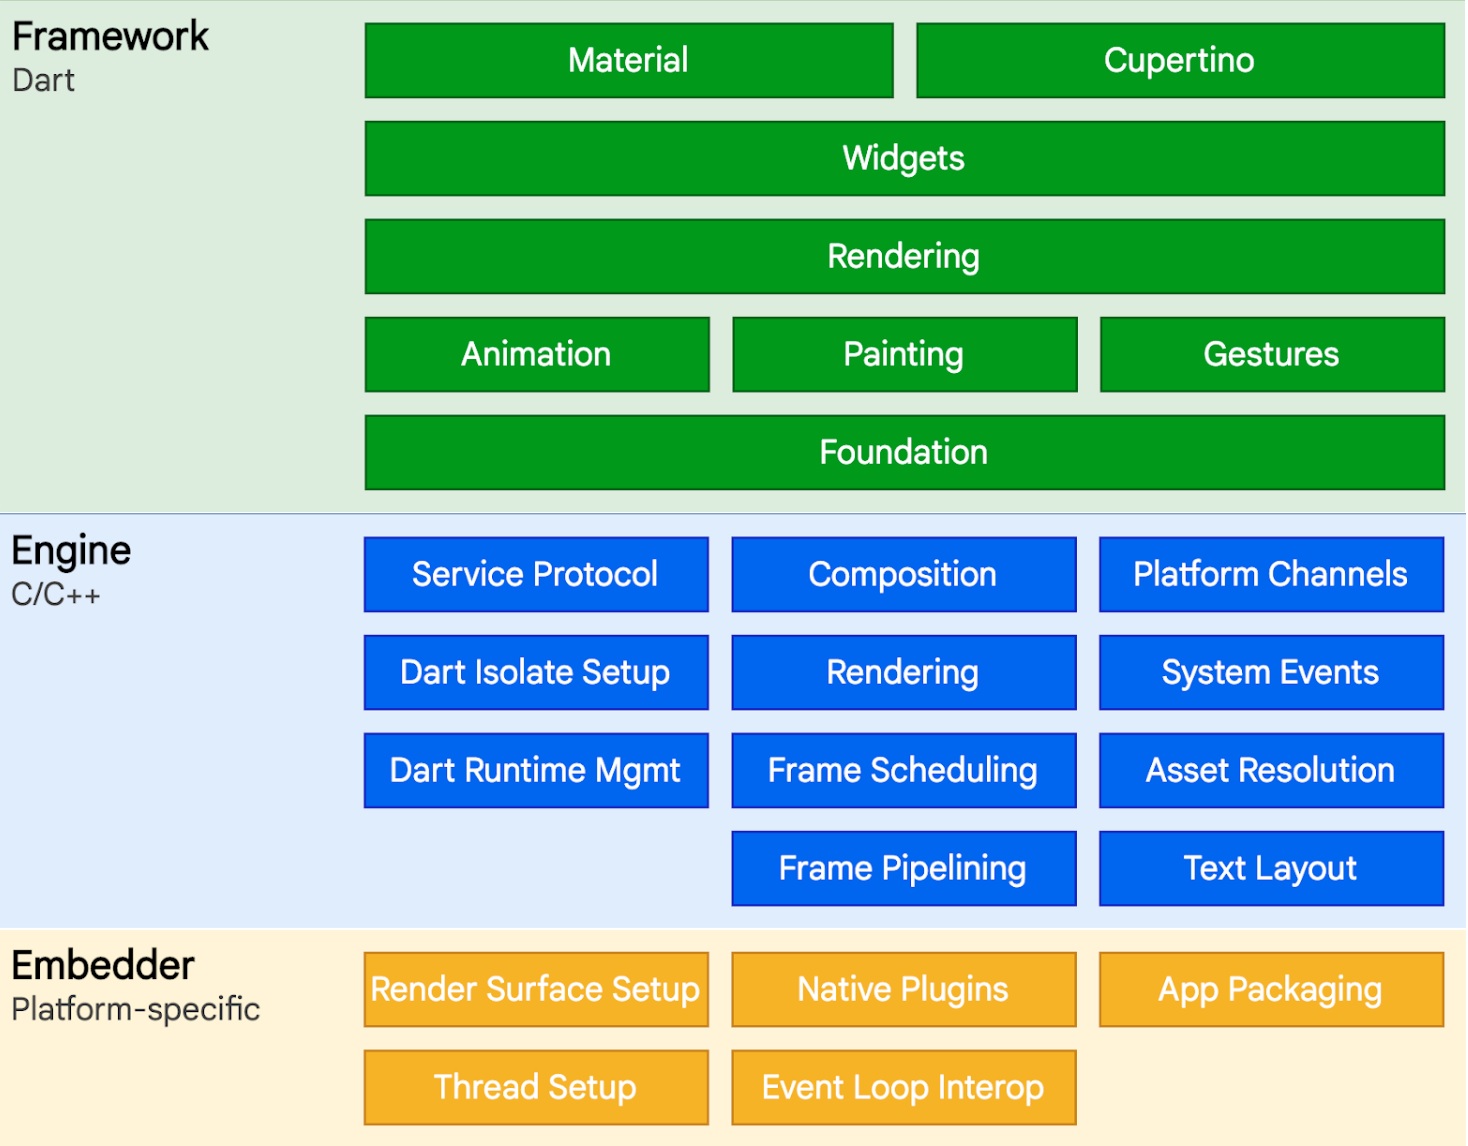 Framework
Dart
Material
Cupertino
Widgets
Rendering
Animation
Painting
Gestures
Foundation
Engine
C/C++
Service Protocol
Composition
Platform Channels
Dart Isolate Setup
Rendering
System Events
Dart Runtime Mgmt
Frame Scheduling
Asset Resolution
Frame Pipelining
Text Layout
Embedder
Platform-specific
Render Surface Setup
Native Plugins
App Packaging
Thread Setup
Event Loop Interop